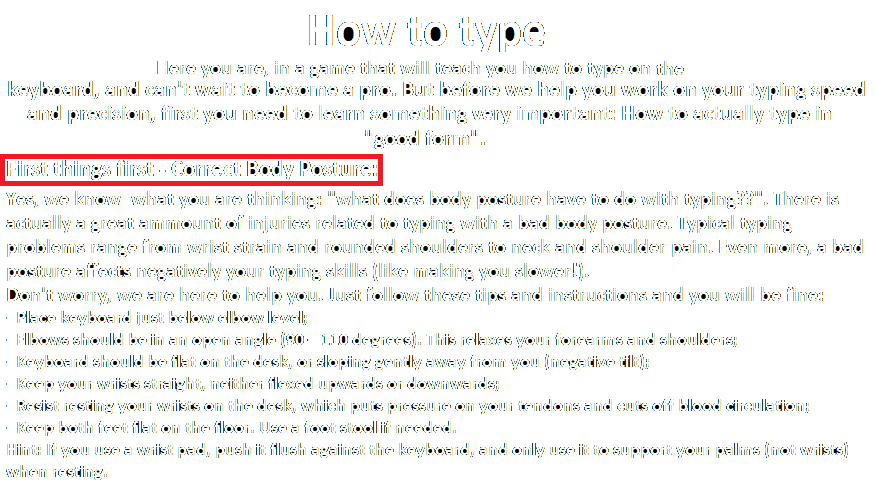 How to type
Here you are, in a game that will teach you how to type on the
keyboard, and can't wait to become a pro. But before we help you work on your typing speed
and precision, first you need to learn something very important: How to actually type in
"good form".
First things first - Correct Body Posture:
Yes, we know what you are thinking: "what does body posture have to do with typing??". There is
actually a great ammount of injuries related to typing with a bad body posture. Typical typing
problems range from wrist strain and rounded shoulders to neck and shoulder pain. Even more, a bad
posture affects negatively your typing skills (like making you slower!).
Don't worry, we are here to help you. Just follow these tips and instructions and you will be fine:
- Place keyboard just below elbow level;
- Elbows should be in an open angle (90 - 110 degrees). This relaxes your forearms and shoulders;
- Keyboard should be flat on the desk, or sloping gently away from you (negative tilt);
- Keep your wrists straight, neither flexed upwards or downwards;
- Resist resting your wrists on the desk, which puts pressure on your tendons and cuts off blood circulation;
- Keep both feet flat on the floor. Use a foot stool if needed.
Hint: If you use a wrist pad, push it flush against the keyboard, and only use it to support your palms (not wrists)
when resting.